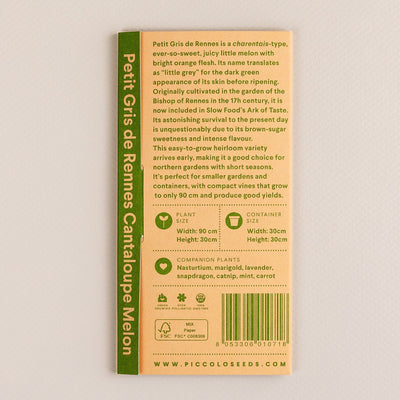 Petit Gris de Rennes Cantaloupe Melon
Petit Gris de Rennes is a charentais-type,
ever-so-sweet, juicy little melon with
bright orange flesh. Its name translates
as “little grey” for the dark green
appearance of its skin before ripening.
Originally cultivated in the garden of the
Bishop of Rennes in the 17th century, it is
now included in Slow Food's Ark of Taste.
Its astonishing survival to the present day
is unquestionably due to its brown-sugar
sweetness and intense flavour.
This easy-to-grow heirloom variety
arrives early, making it a good choice for
northern gardens with short seasons.
It's perfect for smaller gardens and
containers, with compact vines that grow
to only 90 cm and produce good yields.
PLANT
SIZE
Width: 90 cm
Height: 30cm
CONTAINER
SIZE
Width: 30cm
Height: 30cm
COMPANION PLANTS
Nasturtium, marigold, lavender,
snapdragon, catnip, mint, carrot
FSC
MIX
Paper
FSC® C008306
8 053306 010718
WWW.PICCOLOSEEDS.COM